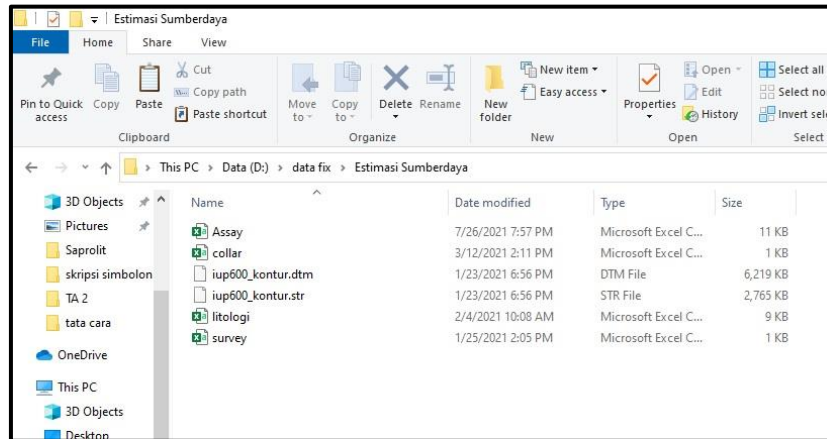 Estimasi Sumberdaya
File Home Share View
Pin to Quick access
Copy
Paste
Cut
Copy path
Paste shortcut
Move to
Copy to
Delete
Rename
New folder
New item
Easy access
Properties
Open
Edit
History
Select all
Select no
Invert sele
Clipboard Organize New Open Select
This PC > Data (D:) > data fix > Estimasi Sumberdaya
3D Objects
Pictures
Saprolit
skripsi simbolon
TA 2
tata cara
OneDrive
This PC
3D Objects
Desktop
Name Date modified Type Size
Assay 7/26/2021 7:57 PM Microsoft Excel C... 11 KB
collar 3/12/2021 2:11 PM Microsoft Excel C... 1 KB
iup600_kontur.dtm 1/23/2021 6:56 PM DTM File 6,219 KB
iup600_kontur.str 1/23/2021 6:56 PM STR File 2,765 KB
litologi 2/4/2021 10:08 AM Microsoft Excel C... 9 KB
survey 1/25/2021 2:05 PM Microsoft Excel C... 1 KB